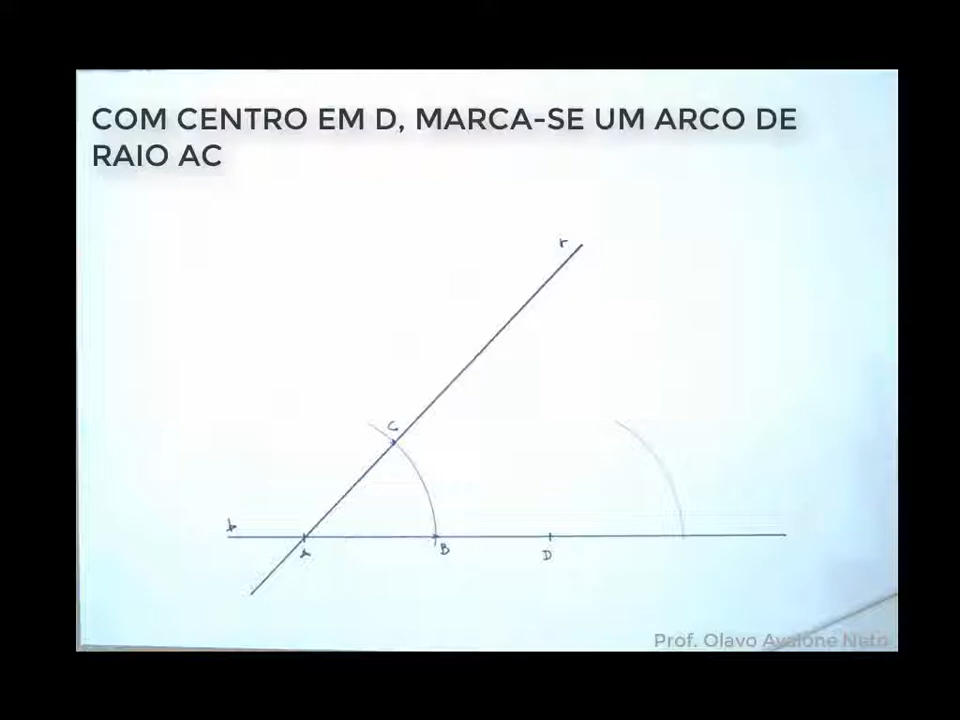 COM CENTRO EM D, MARCA-SE UM ARCO DE
RAIO AC
r
C
A
B
D
Prof. Olavo Avalone Neto